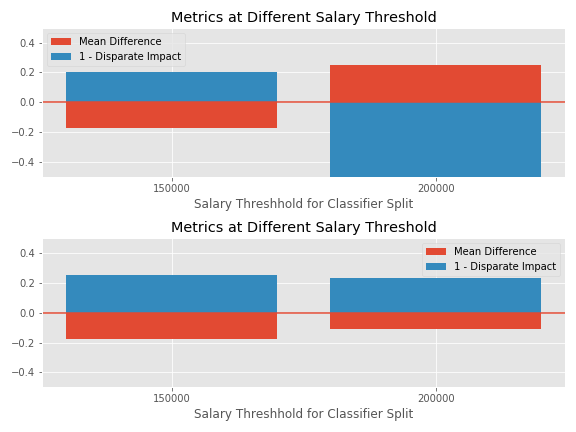 Metrics at Different Salary Threshold
0.4
0.2
0.0
−0.2
−0.4
Mean Difference
1 - Disparate Impact
150000
200000
Salary Threshhold for Classifier Split
Metrics at Different Salary Threshold
0.4
0.2
0.0
−0.2
−0.4
Mean Difference
1 - Disparate Impact
150000
200000
Salary Threshhold for Classifier Split